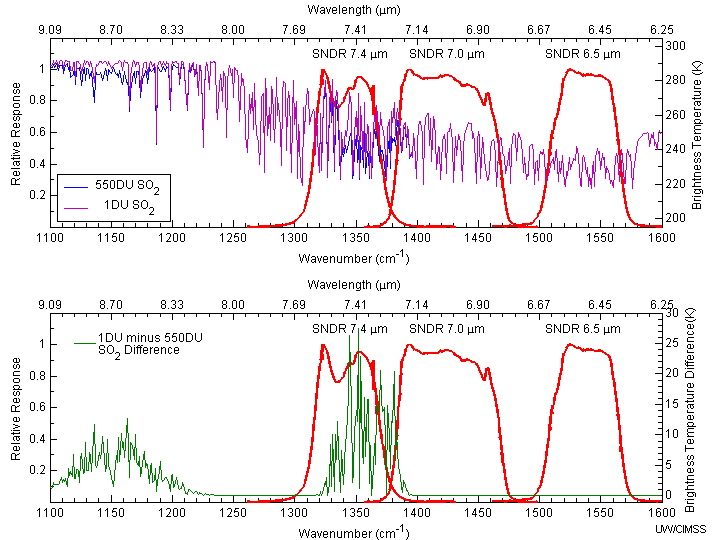 Wavelength (μm)
9.09 8.70 8.33 8.00 7.69 7.41 7.14 6.90 6.67 6.45 6.25
SNDR 7.4 μm SNDR 7.0 μm SNDR 6.5 μm
Relative Response
1
0.8
0.6
0.4
0.2
300
280
260
240
220
200
Brightness Temperature (K)
550DU SO2
1DU SO2
1100 1150 1200 1250 1300 1350 1400 1450 1500 1550 1600
Wavenumber (cm-1)
Wavelength (μm)
9.09 8.70 8.33 8.00 7.69 7.41 7.14 6.90 6.67 6.45 6.25
SNDR 7.4 μm SNDR 7.0 μm SNDR 6.5 μm
1DU minus 550DU
SO2 Difference
Relative Response
1
0.8
0.6
0.4
0.2
30
25
20
15
10
5
0
Brightness Temperature Difference(K)
1100 1150 1200 1250 1300 1350 1400 1450 1500 1550 1600
Wavenumber (cm-1)
UW/CIMSS